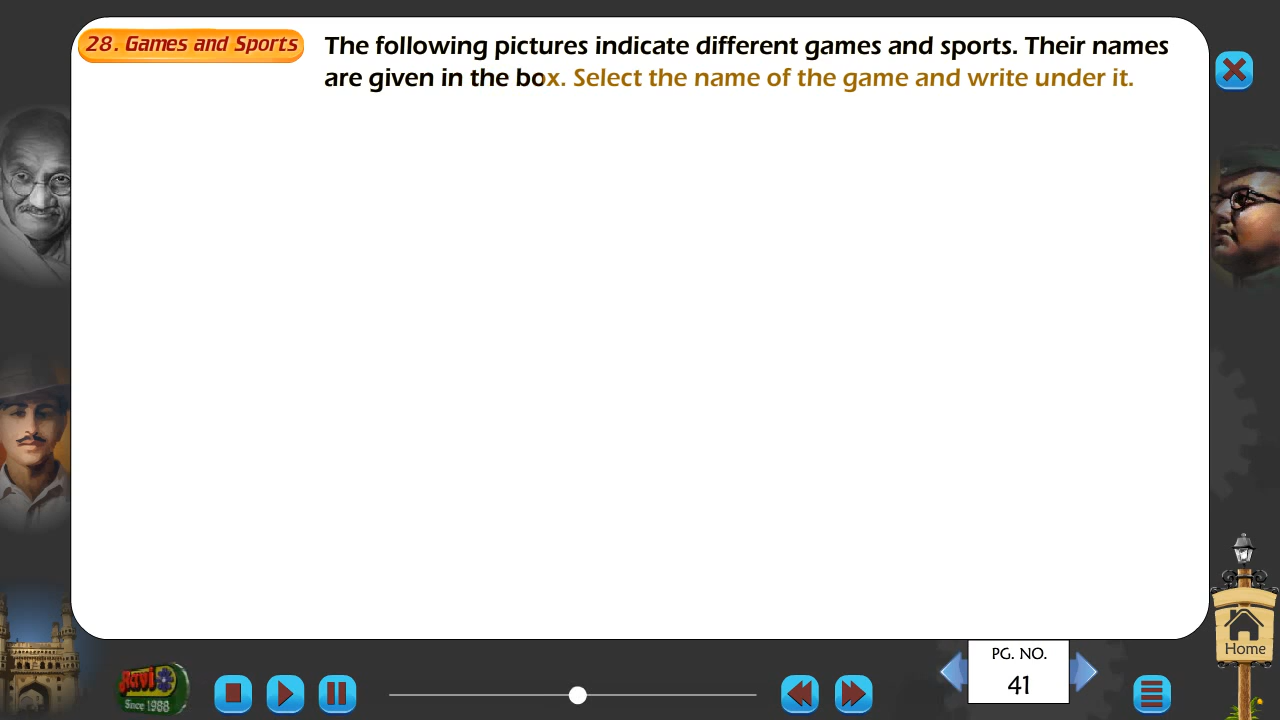 28. Games and Sports
The following pictures indicate different games and sports. Their names
are given in the box. Select the name of the game and write under it.
Home
PG. NO.
41
Ravi
Since 1988